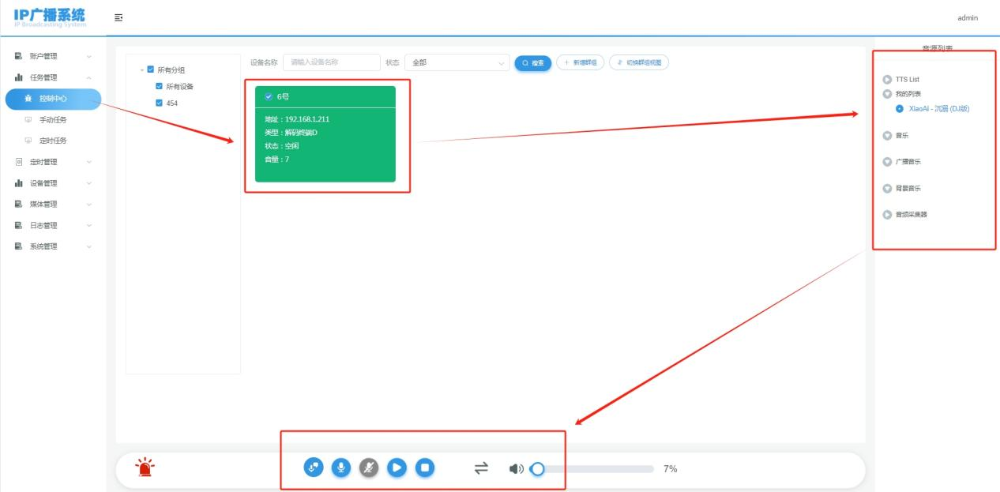 IP广播系统
IP Broadcasting System
admin
账户管理
任务管理
控制中心
手动任务
定时任务
定时管理
设备管理
媒体管理
日志管理
系统管理
所有分组
所有设备
454
设备名称 请输入设备名称 状态 全部 搜索 新增群组 切换群组视图
6号
地址：192.168.1.211
类型：解码终端D
状态：空闲
音量：7
音源列表
TTS List
我的列表
XiaoAi - 沉溺 (DJ版)
音乐
广播音乐
背景音乐
音频采集器
7%